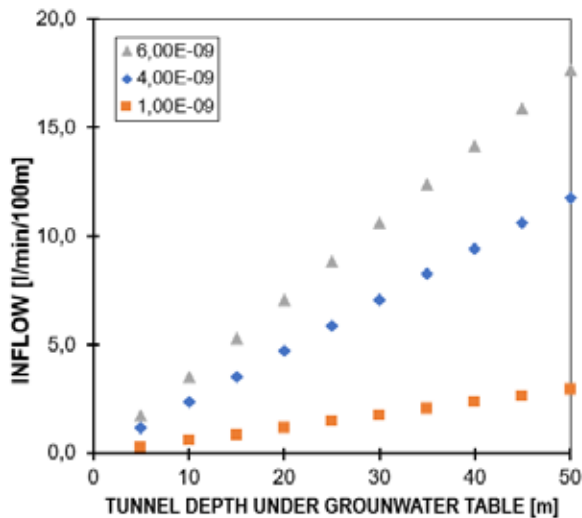 20,0
15,0
10,0
5,0
0,0
INFLOW [l/min/100m]
6,00E-09
4,00E-09
1,00E-09
0 10 20 30 40 50
TUNNEL DEPTH UNDER GROUNWATER TABLE [m]